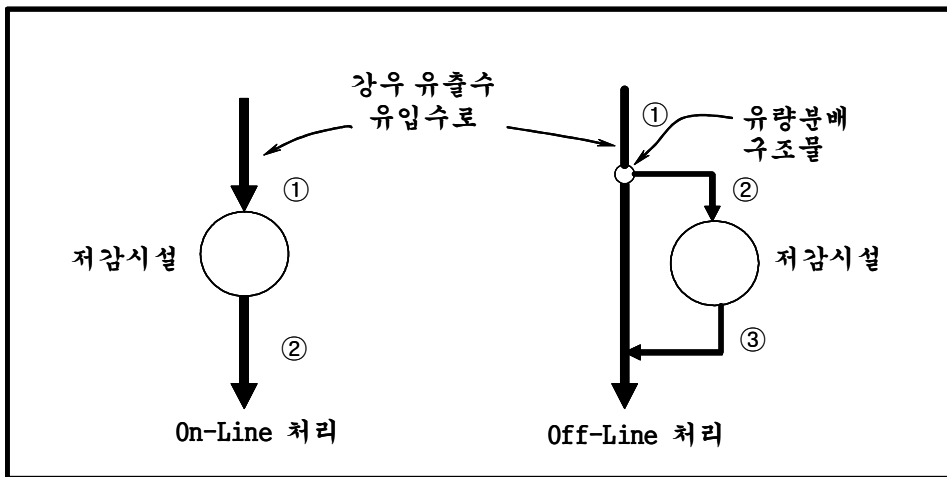 강우 유출수
유입수로
①
저감시설
②
On-Line 처리
①
유량분배
구조물
②
저감시설
③
Off-Line 처리